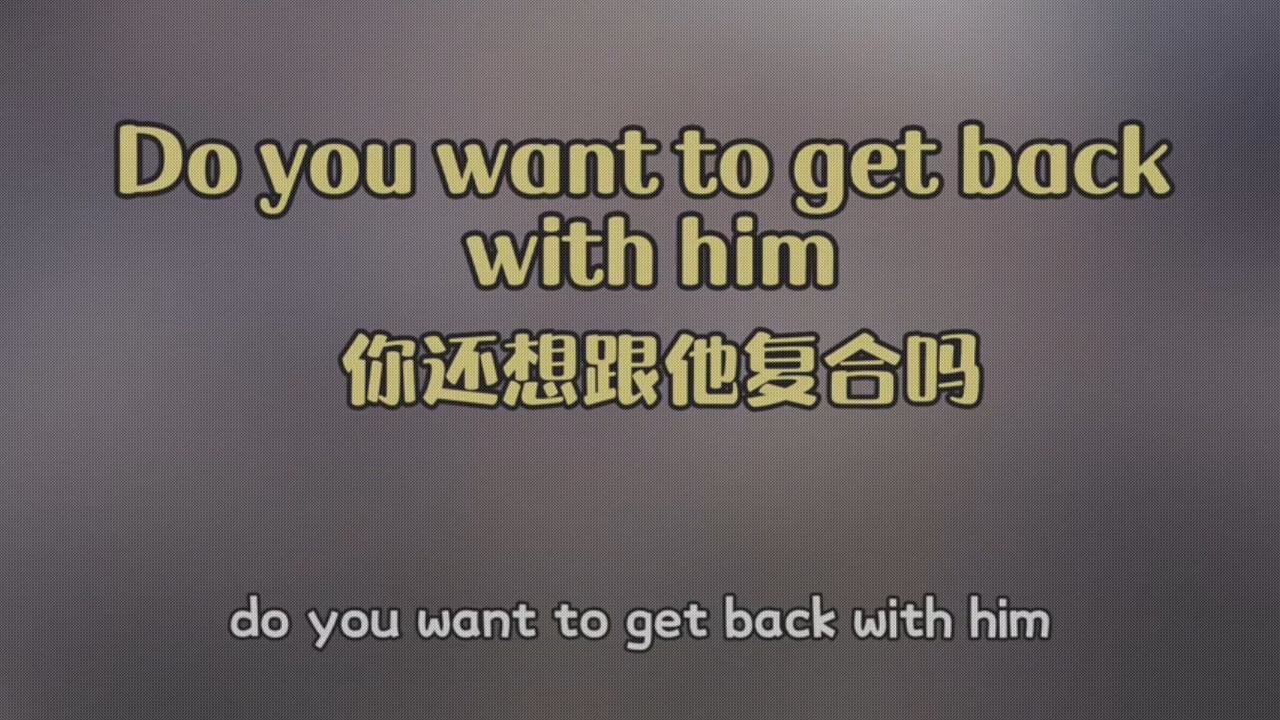 Do you want to get back
with him
你还想跟他复合吗
do you want to get back with him